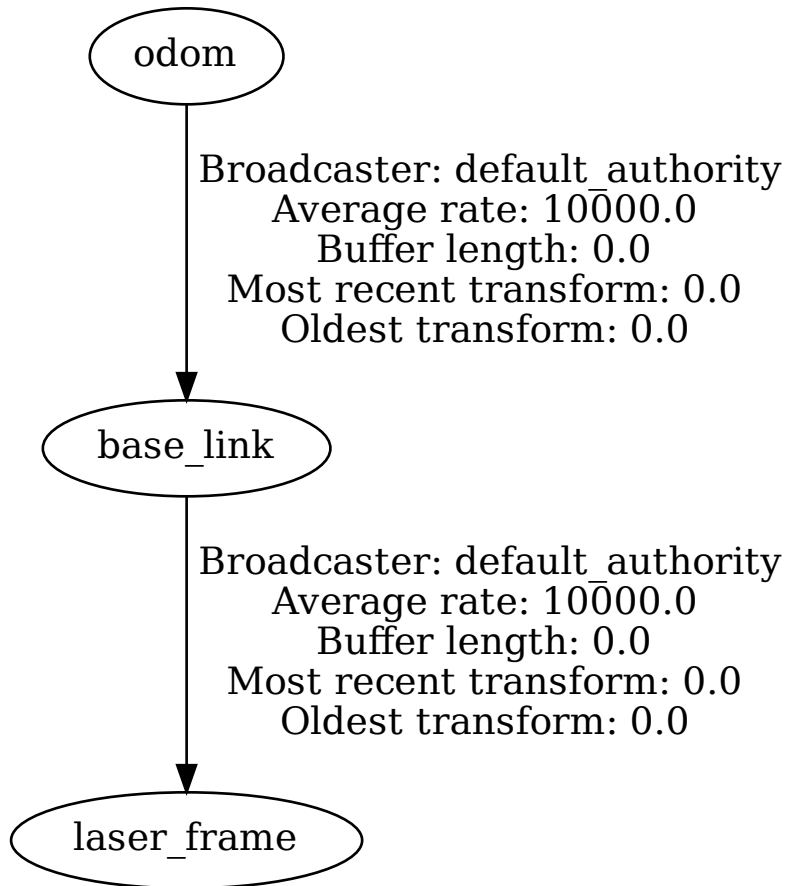 odom
Broadcaster: default_authority
Average rate: 10000.0
Buffer length: 0.0
Most recent transform: 0.0
Oldest transform: 0.0
base_link
Broadcaster: default_authority
Average rate: 10000.0
Buffer length: 0.0
Most recent transform: 0.0
Oldest transform: 0.0
laser_frame